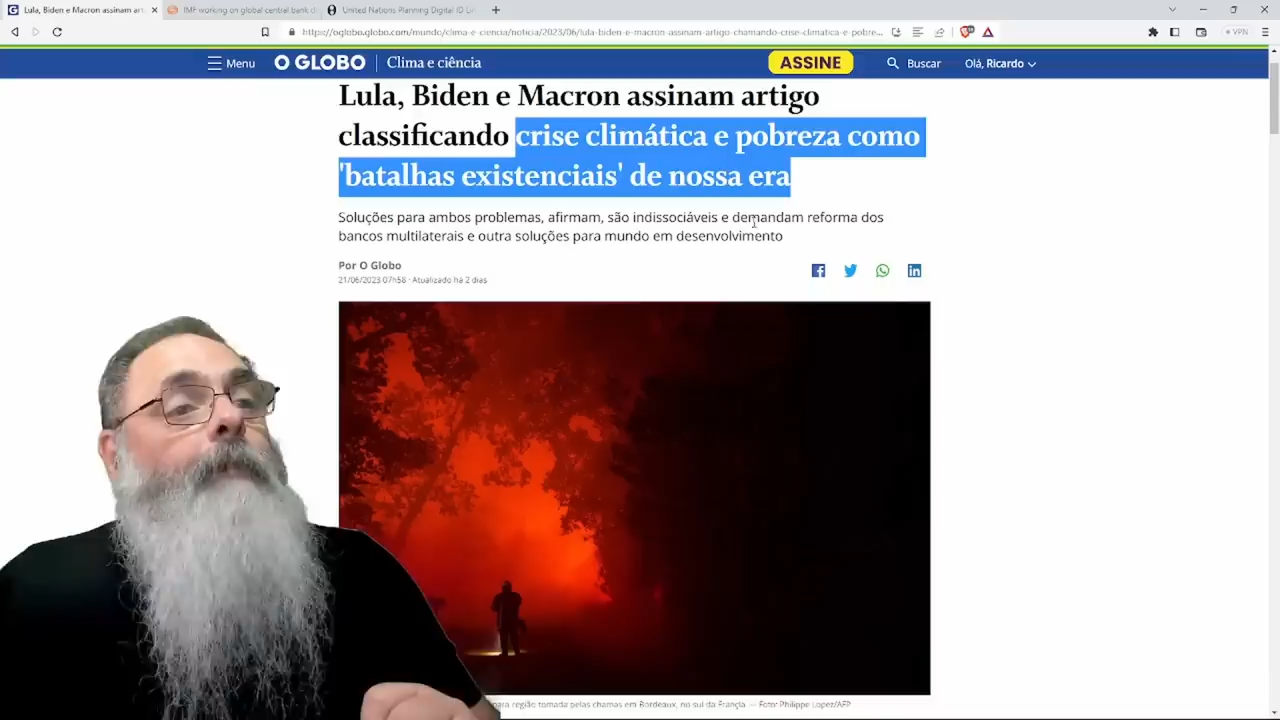 Lula, Biden e Macron assinam art
IMF working on global central bank di
United Nations Planning Digital ID Li
https://oglobo.globo.com/mundo/clima-e-ciencia/noticia/2023/06/lula-biden-e-macron-assinam-artigo-chamando-crise-climatica-e-pobre...
VPN
Menu
O GLOBO
Clima e ciência
ASSINE
Buscar
Olá, Ricardo
Lula, Biden e Macron assinam artigo
classificando crise climática e pobreza como
'batalhas existenciais' de nossa era
Soluções para ambos problemas, afirmam, são indissociáveis e demandam reforma dos
bancos multilaterais e outra soluções para mundo em desenvolvimento
Por O Globo
21/06/2023 07h58 · Atualizado há 2 dias
para região tomada pelas chamas em Bordeaux, no sul da França — Foto: Philippe Lopez/AFP